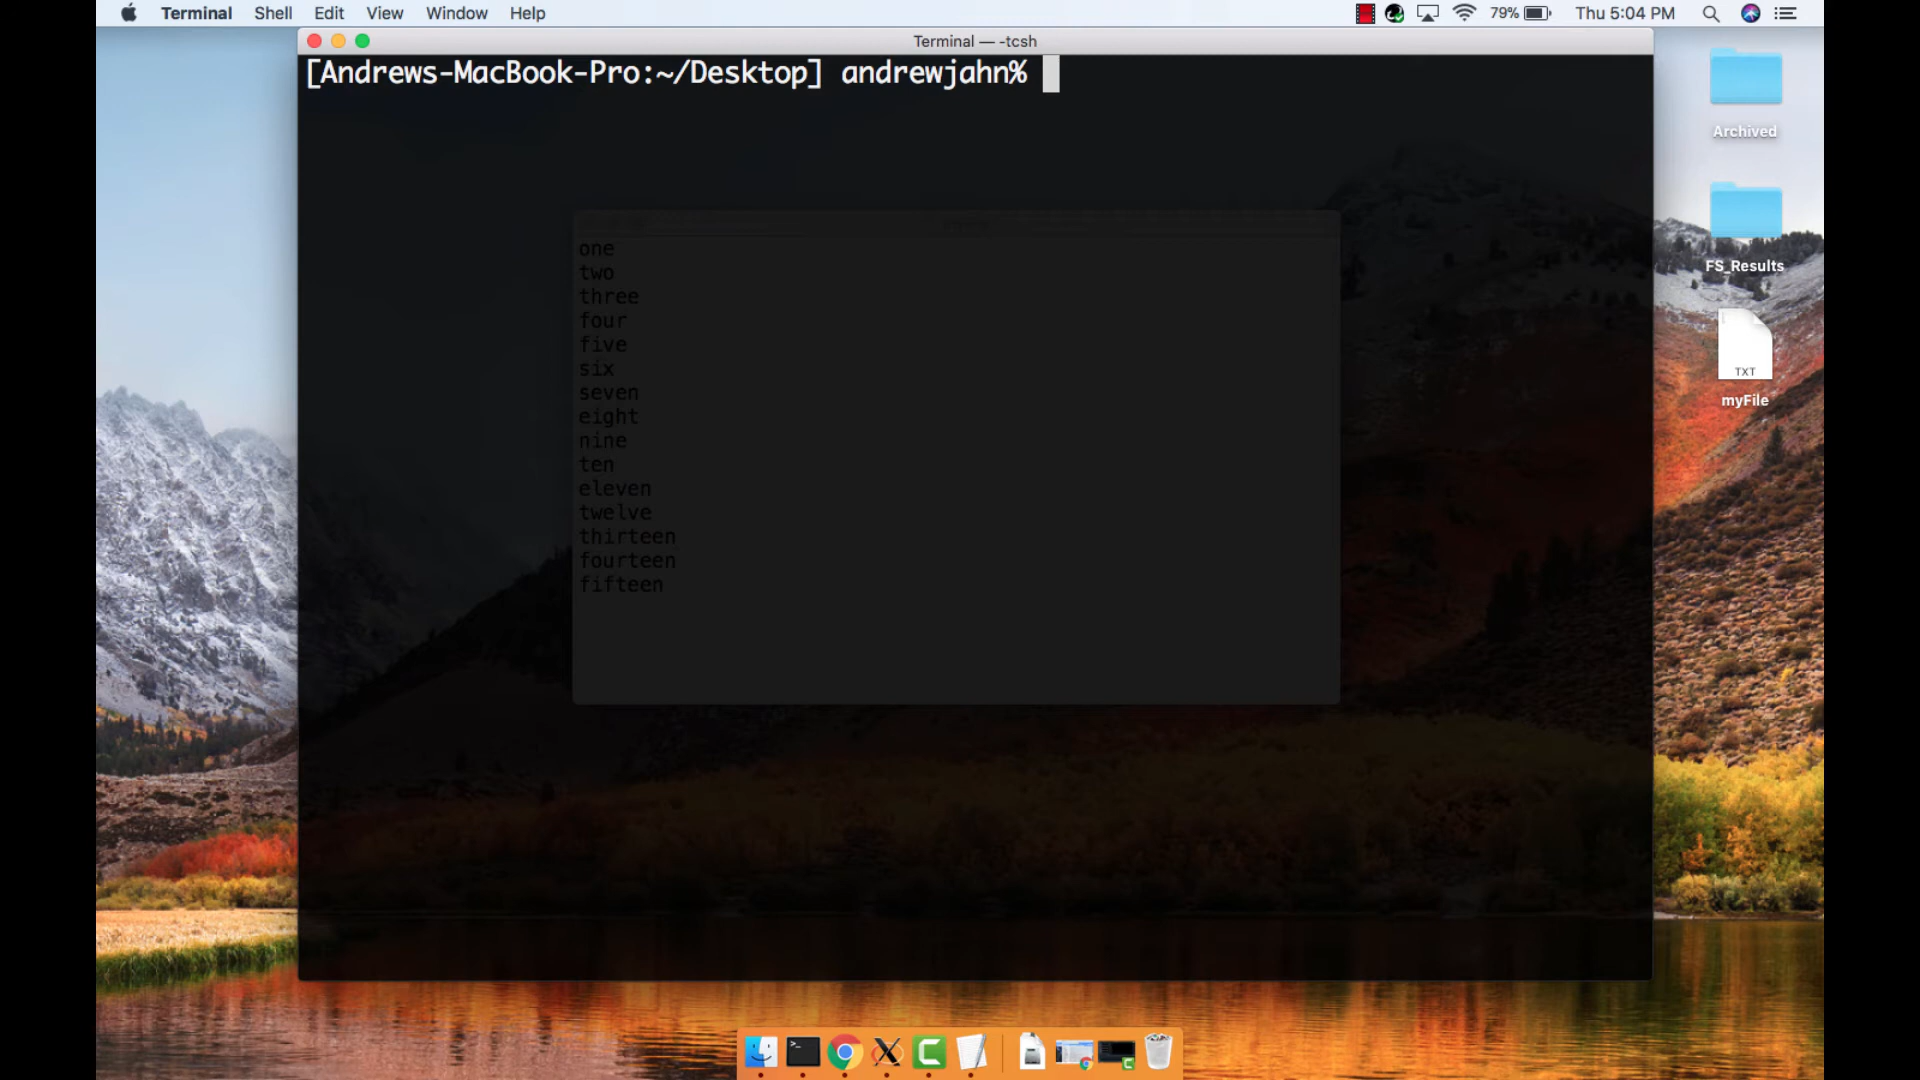 Terminal Shell Edit View Window Help 79% Thu 5:04 PM
Terminal — -tcsh
[Andrews-MacBook-Pro:~/Desktop] andrewjahn%
one
two
three
four
five
six
seven
eight
nine
ten
eleven
twelve
thirteen
fourteen
fifteen
Archived
FS_Results
TXT
myFile